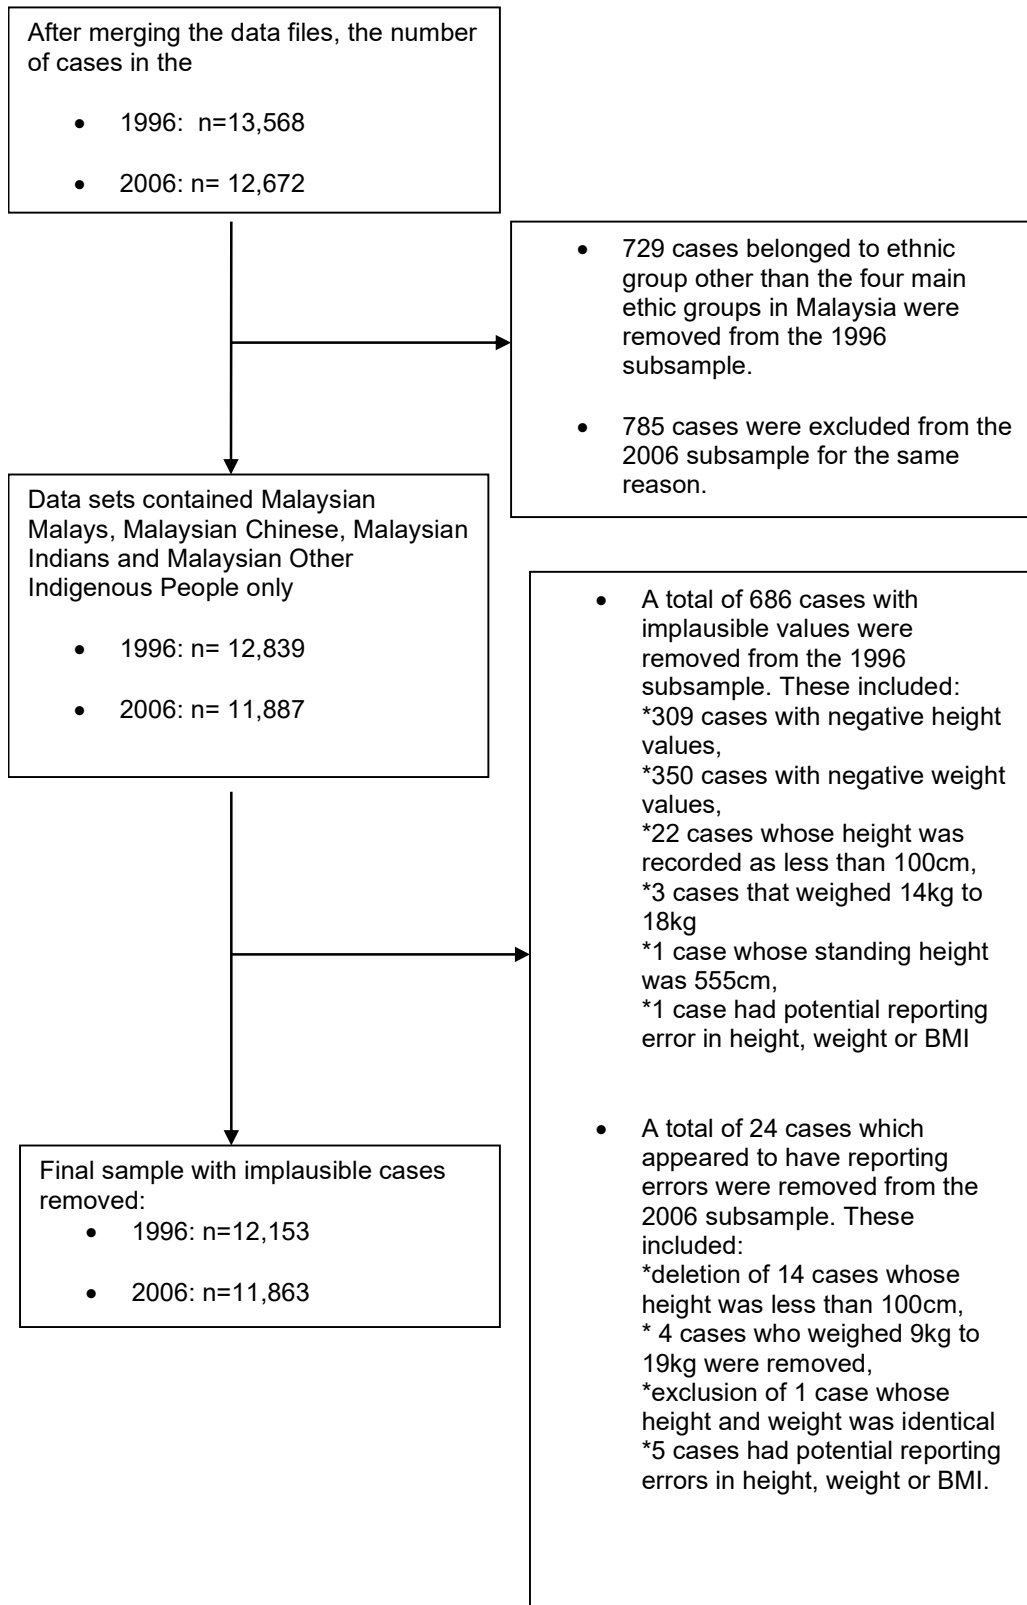 After merging the data files, the number
of cases in the
• 1996:  n=13,568
• 2006: n= 12,672
• 729 cases belonged to ethnic
group other than the four main
ethic groups in Malaysia were
removed from the 1996
subsample.
• 785 cases were excluded from the
2006 subsample for the same
reason.
Data sets contained Malaysian
Malays, Malaysian Chinese, Malaysian
Indians and Malaysian Other
Indigenous People only
• 1996: n= 12,839
• 2006: n= 11,887
• A total of 686 cases with
implausible values were
removed from the 1996
subsample. These included:
*309 cases with negative height
values,
*350 cases with negative weight
values,
*22 cases whose height was
recorded as less than 100cm,
*3 cases that weighed 14kg to
18kg
*1 case whose standing height
was 555cm,
*1 case had potential reporting
error in height, weight or BMI
• A total of 24 cases which
appeared to have reporting
errors were removed from the
2006 subsample. These
included:
*deletion of 14 cases whose
height was less than 100cm,
* 4 cases who weighed 9kg to
19kg were removed,
*exclusion of 1 case whose
height and weight was identical
*5 cases had potential reporting
errors in height, weight or BMI.
Final sample with implausible cases
removed:
• 1996: n=12,153
• 2006: n=11,863